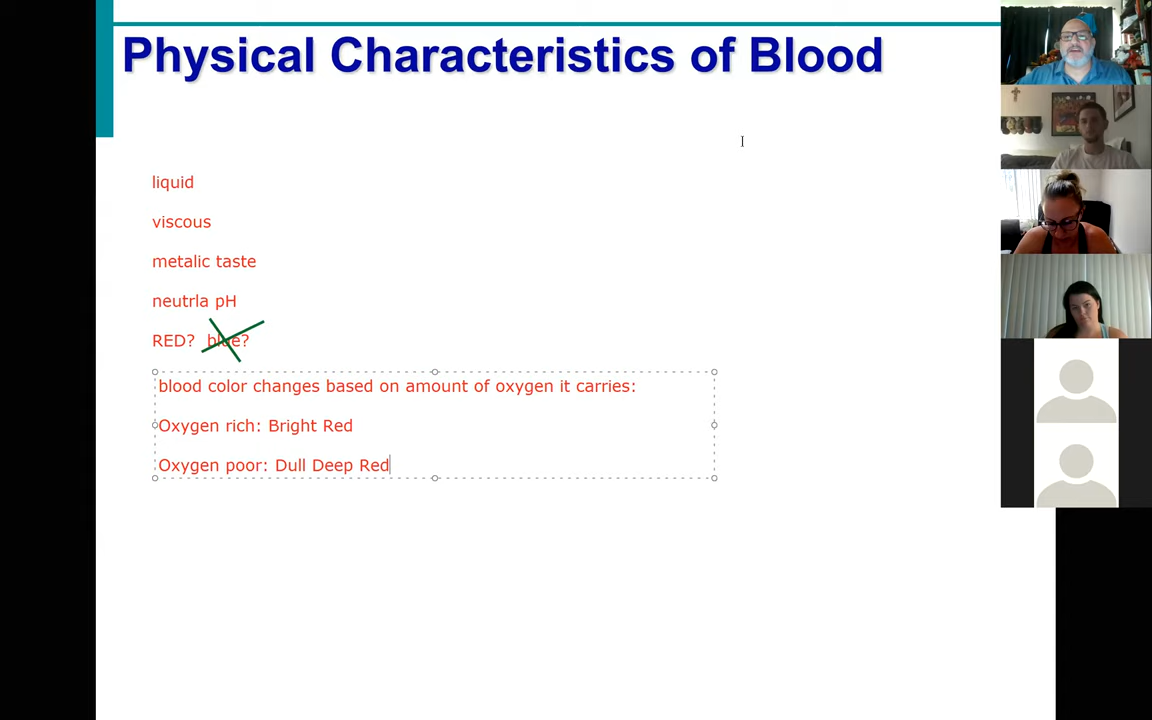 Physical Characteristics of Blood
liquid
viscous
metalic taste
neutrla pH
RED? blue?
blood color changes based on amount of oxygen it carries:
Oxygen rich: Bright Red
Oxygen poor: Dull Deep Red